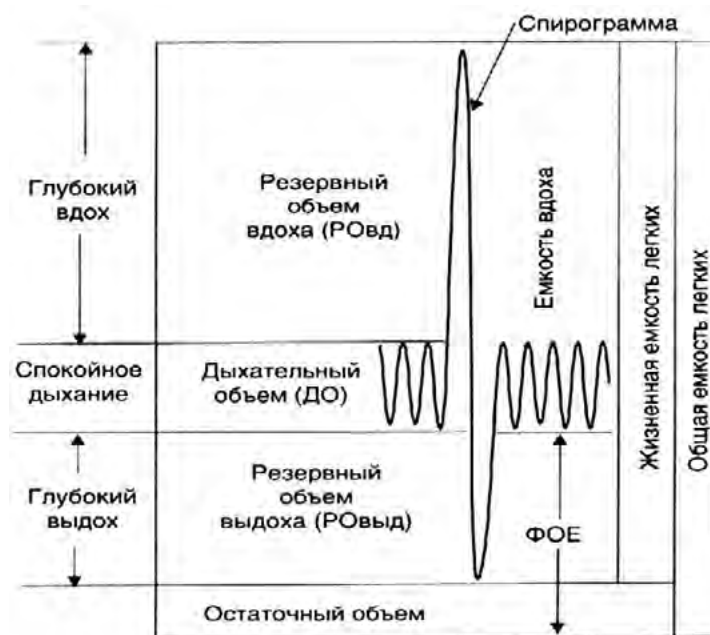 Спирограмма
Глубокий
вдох
Резервный
объем
вдоха (РОвд)
Емкость вдоха
Жизненная емкость легких
Общая емкость легких
Спокойное
дыхание
Дыхательный
объем (ДО)
Глубокий
выдох
Резервный
объем
выдоха (РОвыд)
ФОЕ
Остаточный объем